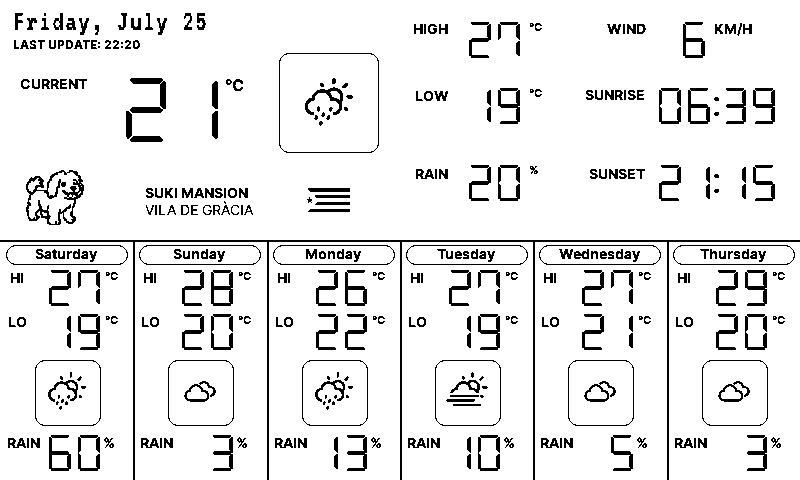 Friday, July 25
LAST UPDATE: 22:20
CURRENT 21 °C
SUKI MANSION
VILA DE GRÀCIA
HIGH 27 °C
LOW 19 °C
RAIN 20 %
WIND 6 KM/H
SUNRISE 06:39
SUNSET 21:15
Saturday
HI 27 °C
LO 19 °C
RAIN 60 %
Sunday
HI 28 °C
LO 20 °C
RAIN 3 %
Monday
HI 26 °C
LO 22 °C
RAIN 13 %
Tuesday
HI 27 °C
LO 19 °C
RAIN 10 %
Wednesday
HI 27 °C
LO 21 °C
RAIN 5 %
Thursday
HI 29 °C
LO 20 °C
RAIN 3 %